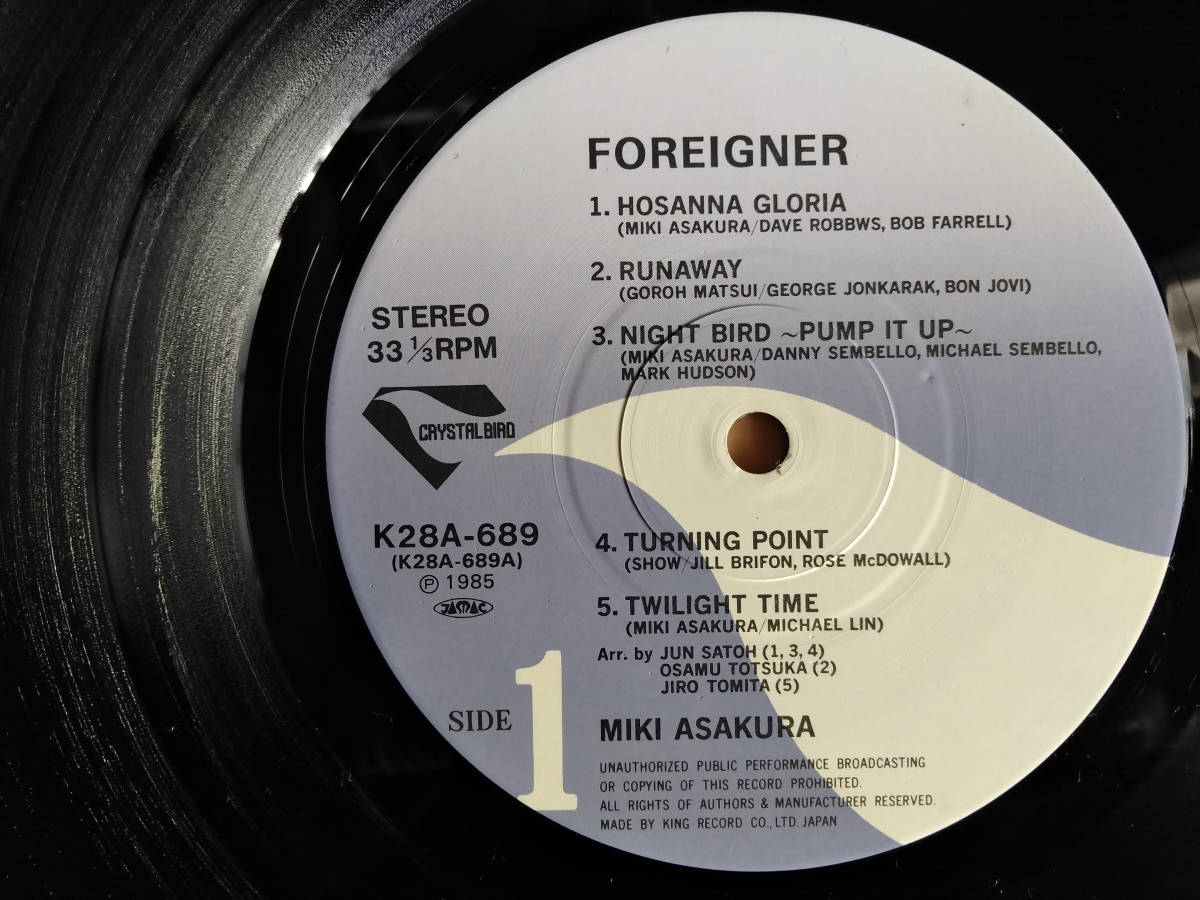 FOREIGNER
1. HOSANNA GLORIA
(MIKI ASAKURA/DAVE ROBBWS, BOB FARRELL)
2. RUNAWAY
(GOROH MATSUI/GEORGE JONKARAK, BON JOVI)
3. NIGHT BIRD ~PUMP IT UP~
(MIKI ASAKURA/DANNY SEMBELLO, MICHAEL SEMBELLO,
MARK HUDSON)
STEREO
33 1/3 RPM
CRYSTAL BIRD
K28A-689
(K28A-689A)
Ⓟ 1985
JASRAC
4. TURNING POINT
(SHOW/JILL BRIFON, ROSE McDOWALL)
5. TWILIGHT TIME
(MIKI ASAKURA/MICHAEL LIN)
Arr. by JUN SATOH (1, 3, 4)
OSAMU TOTSUKA (2)
JIRO TOMITA (5)
SIDE 1
MIKI ASAKURA
UNAUTHORIZED PUBLIC PERFORMANCE BROADCASTING
OR COPYING OF THIS RECORD PROHIBITED.
ALL RIGHTS OF AUTHORS & MANUFACTURER RESERVED.
MADE BY KING RECORD CO., LTD. JAPAN